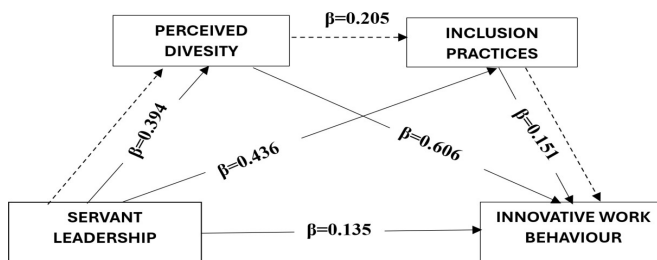 PERCEIVED
DIVESITY
β=0.205
INCLUSION
PRACTICES
β=0.394
β=0.436
β=0.606
β=0.151
SERVANT
LEADERSHIP
β=0.135
INNOVATIVE WORK
BEHAVIOUR